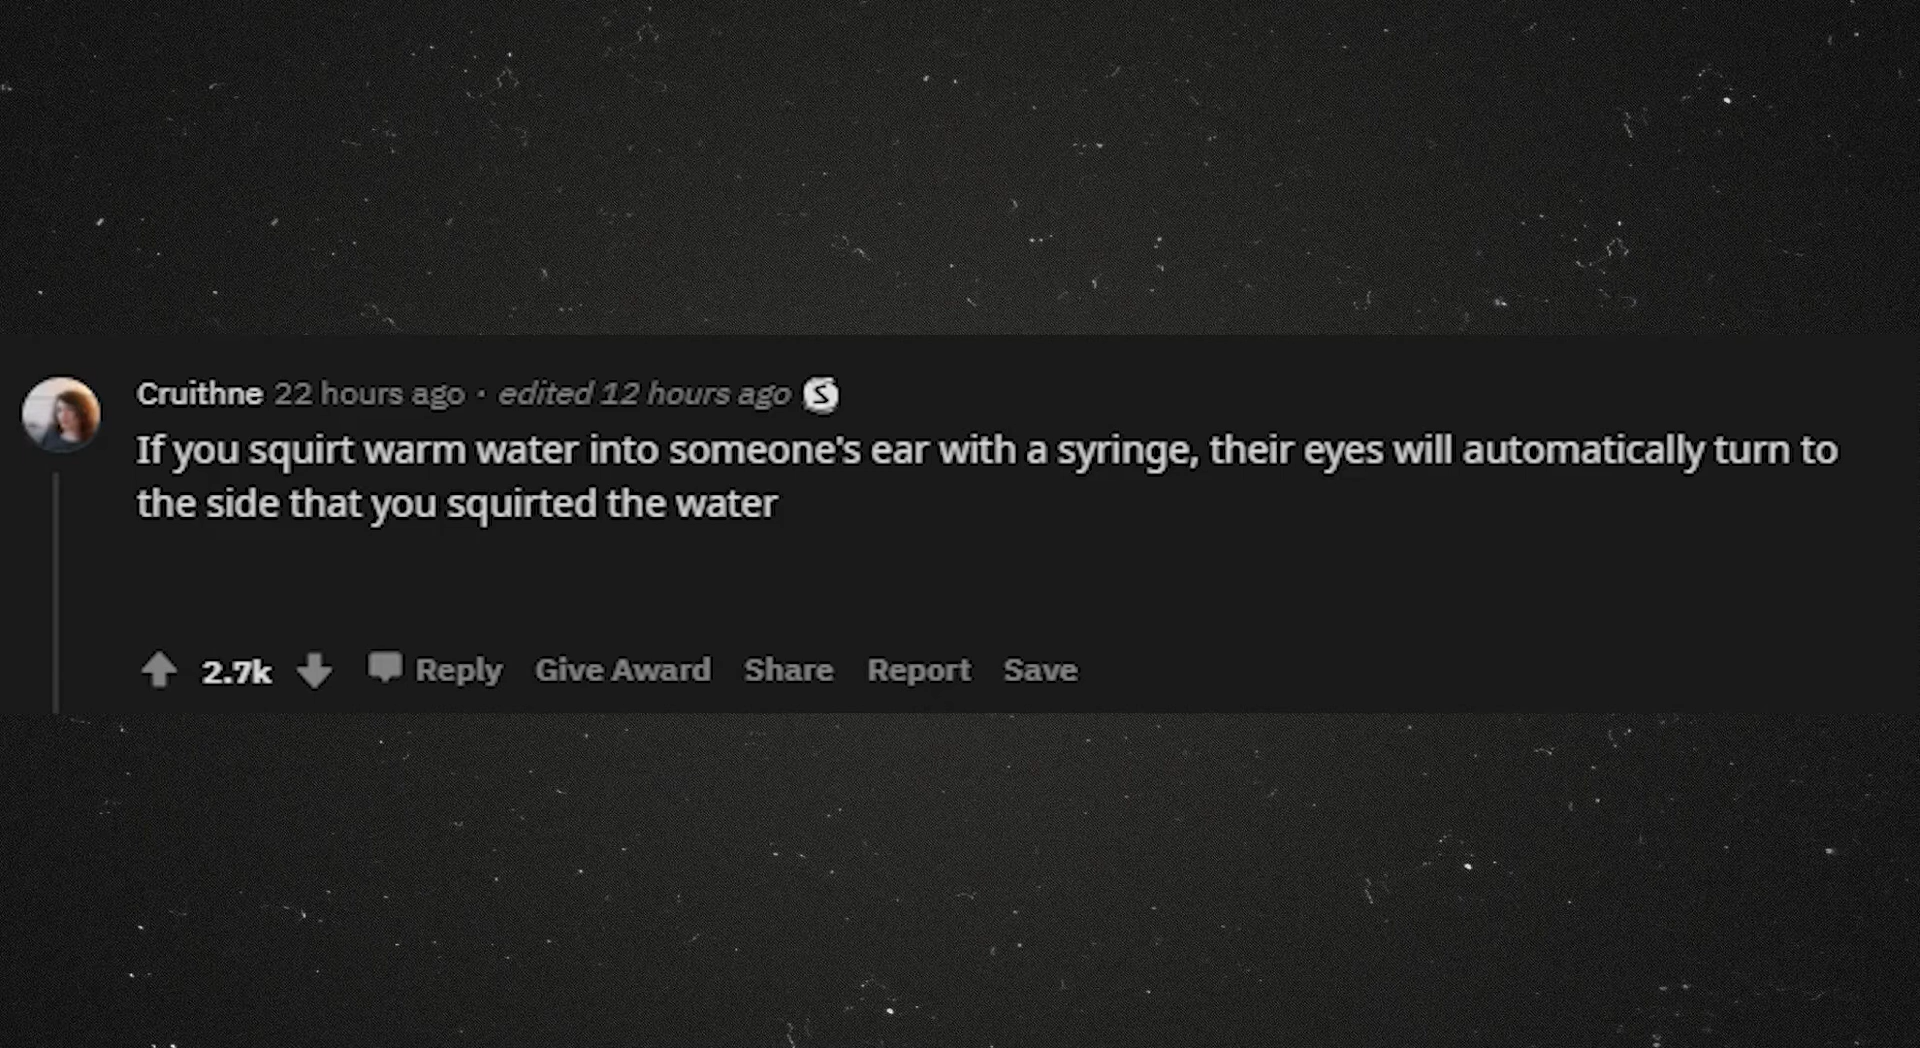 Cruithne 22 hours ago · edited 12 hours ago
If you squirt warm water into someone's ear with a syringe, their eyes will automatically turn to
the side that you squirted the water
2.7k Reply Give Award Share Report Save